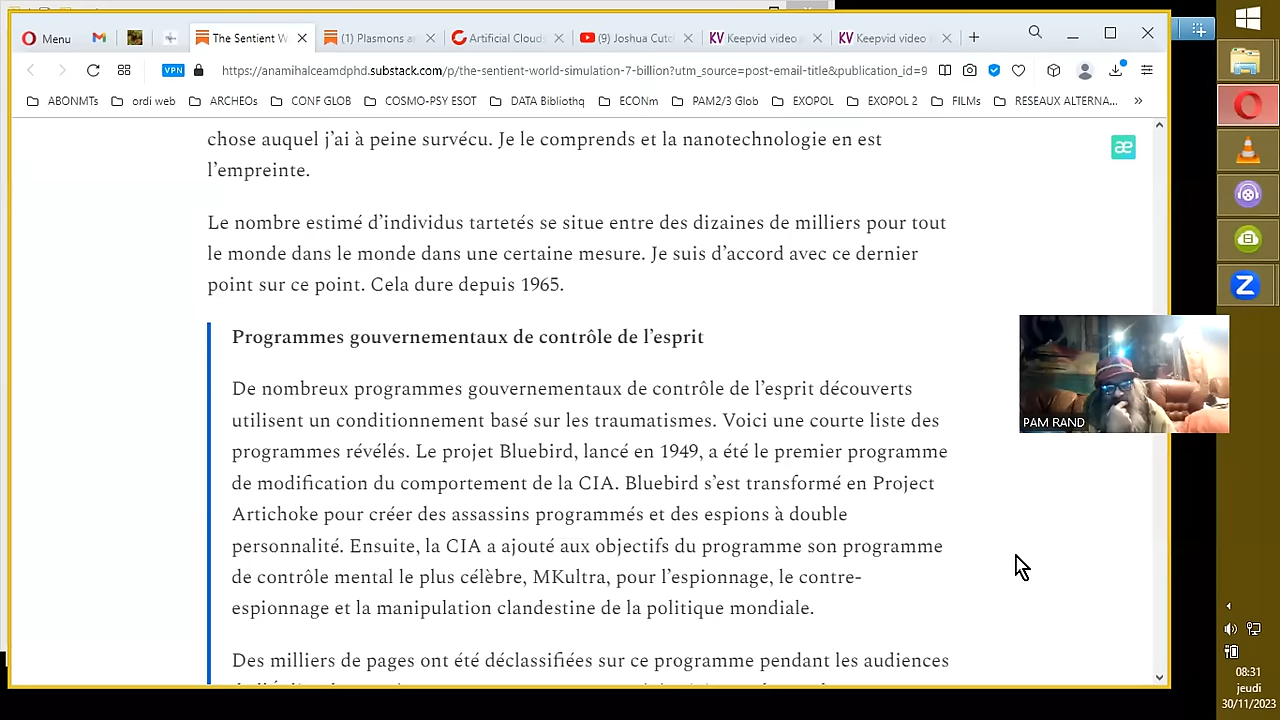 Menu
The Sentient W
(1) Plasmons a
Artificial Cloud
(9) Joshua Cutch
KV Keepvid video
KV Keepvid video
VPN
https://anamihalceamdphd.substack.com/p/the-sentient-world-simulation-7-billion?utm_source=post-email-title&publication_id=9
ABONMTs
ordi web
ARCHEOs
CONF GLOB
COSMO-PSY ESOT
DATA Bibliothq
ECONm
PAM2/3 Glob
EXOPOL
EXOPOL 2
FILMs
RESEAUX ALTERNA...
»
chose auquel j’ai à peine survécu. Je le comprends et la nanotechnologie en est
l’empreinte.
æ
Le nombre estimé d’individus tartetés se situe entre des dizaines de milliers pour tout
le monde dans le monde dans une certaine mesure. Je suis d’accord avec ce dernier
point sur ce point. Cela dure depuis 1965.
Programmes gouvernementaux de contrôle de l’esprit
De nombreux programmes gouvernementaux de contrôle de l’esprit découverts
utilisent un conditionnement basé sur les traumatismes. Voici une courte liste des
programmes révélés. Le projet Bluebird, lancé en 1949, a été le premier programme
de modification du comportement de la CIA. Bluebird s’est transformé en Project
Artichoke pour créer des assassins programmés et des espions à double
personnalité. Ensuite, la CIA a ajouté aux objectifs du programme son programme
de contrôle mental le plus célèbre, MKultra, pour l’espionnage, le contre-
espionnage et la manipulation clandestine de la politique mondiale.
Des milliers de pages ont été déclassifiées sur ce programme pendant les audiences
PAM RAND
Z
08:31
jeudi
30/11/2023